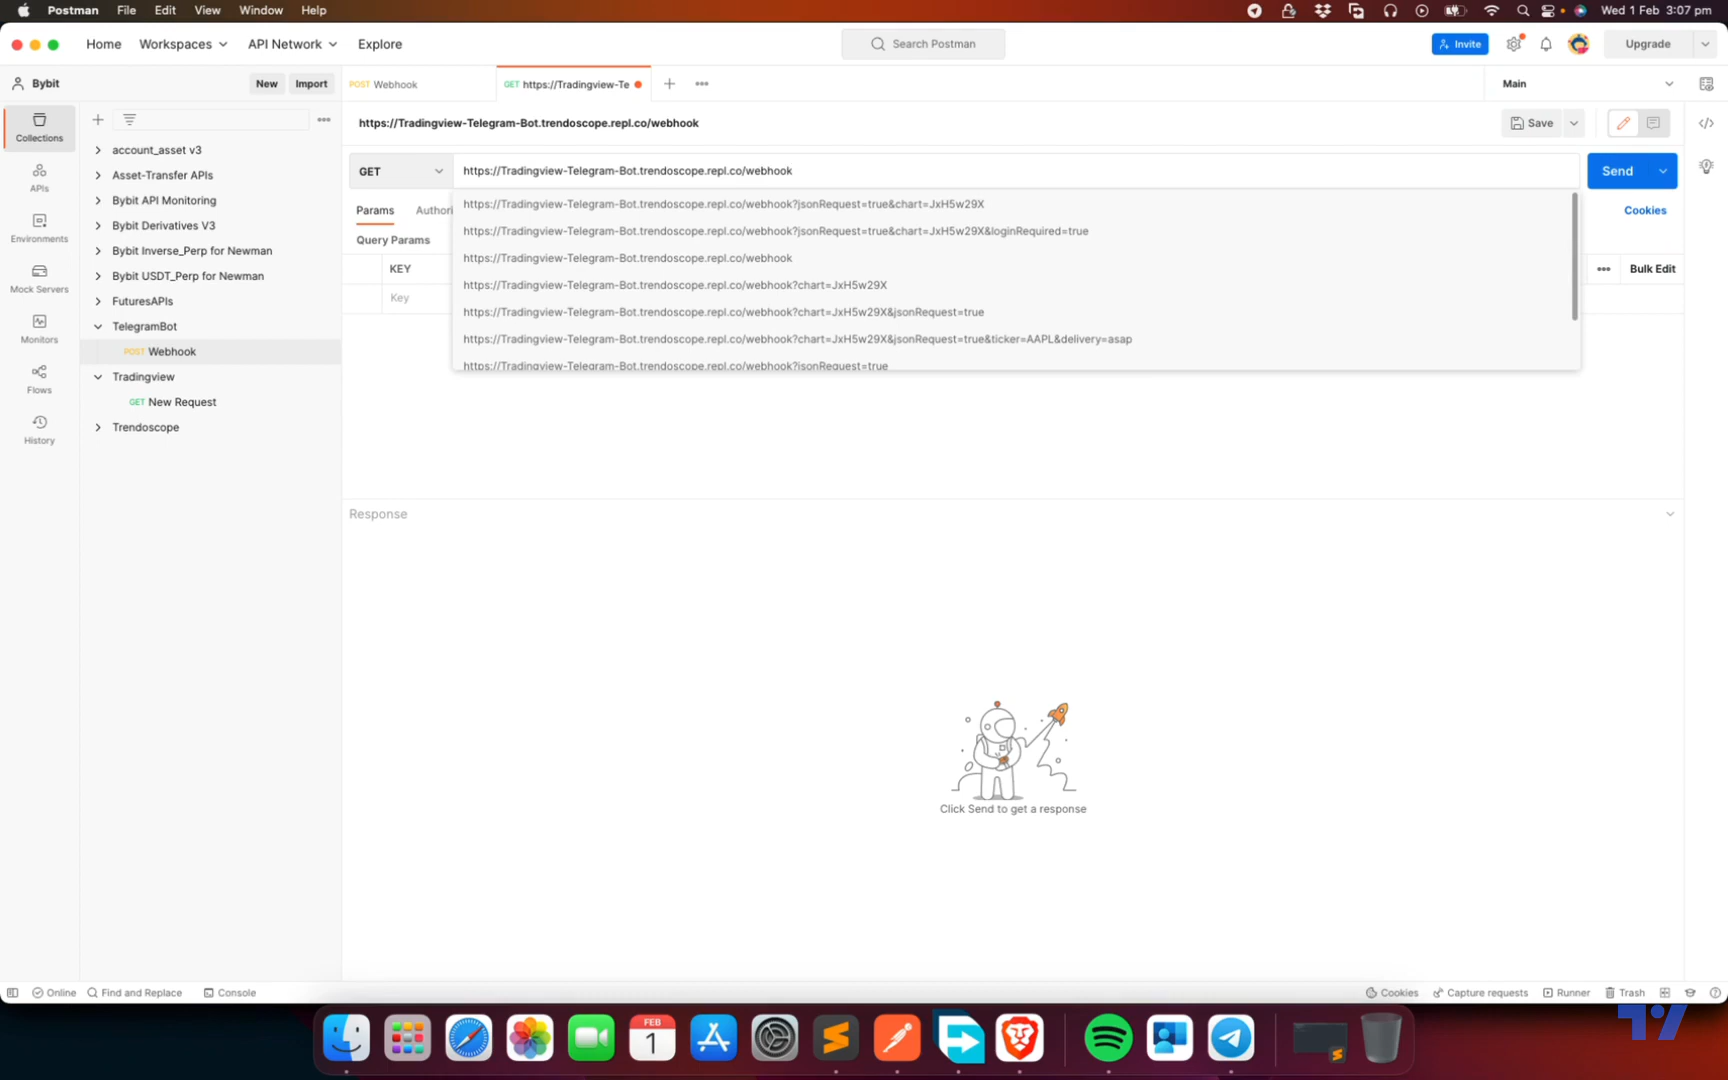 Postman File Edit View Window Help Wed 1 Feb 3:07 pm
Home Workspaces API Network Explore Search Postman Invite Upgrade
Bybit New Import POST Webhook GET https://Tradingview-Te Main
Collections
APIs
Environments
Mock Servers
Monitors
Flows
History
account_asset v3
Asset-Transfer APIs
Bybit API Monitoring
Bybit Derivatives V3
Bybit Inverse_Perp for Newman
Bybit USDT_Perp for Newman
FuturesAPIs
TelegramBot
POST Webhook
Tradingview
GET New Request
Trendoscope
https://Tradingview-Telegram-Bot.trendoscope.repl.co/webhook Save
GET https://Tradingview-Telegram-Bot.trendoscope.repl.co/webhook Send
https://Tradingview-Telegram-Bot.trendoscope.repl.co/webhook?jsonRequest=true&chart=JxH5w29X
https://Tradingview-Telegram-Bot.trendoscope.repl.co/webhook?jsonRequest=true&chart=JxH5w29X&loginRequired=true
https://Tradingview-Telegram-Bot.trendoscope.repl.co/webhook
https://Tradingview-Telegram-Bot.trendoscope.repl.co/webhook?chart=JxH5w29X
https://Tradingview-Telegram-Bot.trendoscope.repl.co/webhook?chart=JxH5w29X&jsonRequest=true
https://Tradingview-Telegram-Bot.trendoscope.repl.co/webhook?chart=JxH5w29X&jsonRequest=true&ticker=AAPL&delivery=asap
https://Tradingview-Telegram-Bot.trendoscope.repl.co/webhook?jsonRequest=true
Params Authori Cookies
Query Params
KEY Bulk Edit
Key
Response
Click Send to get a response
Online Find and Replace Console Cookies Capture requests Runner Trash
FEB
1